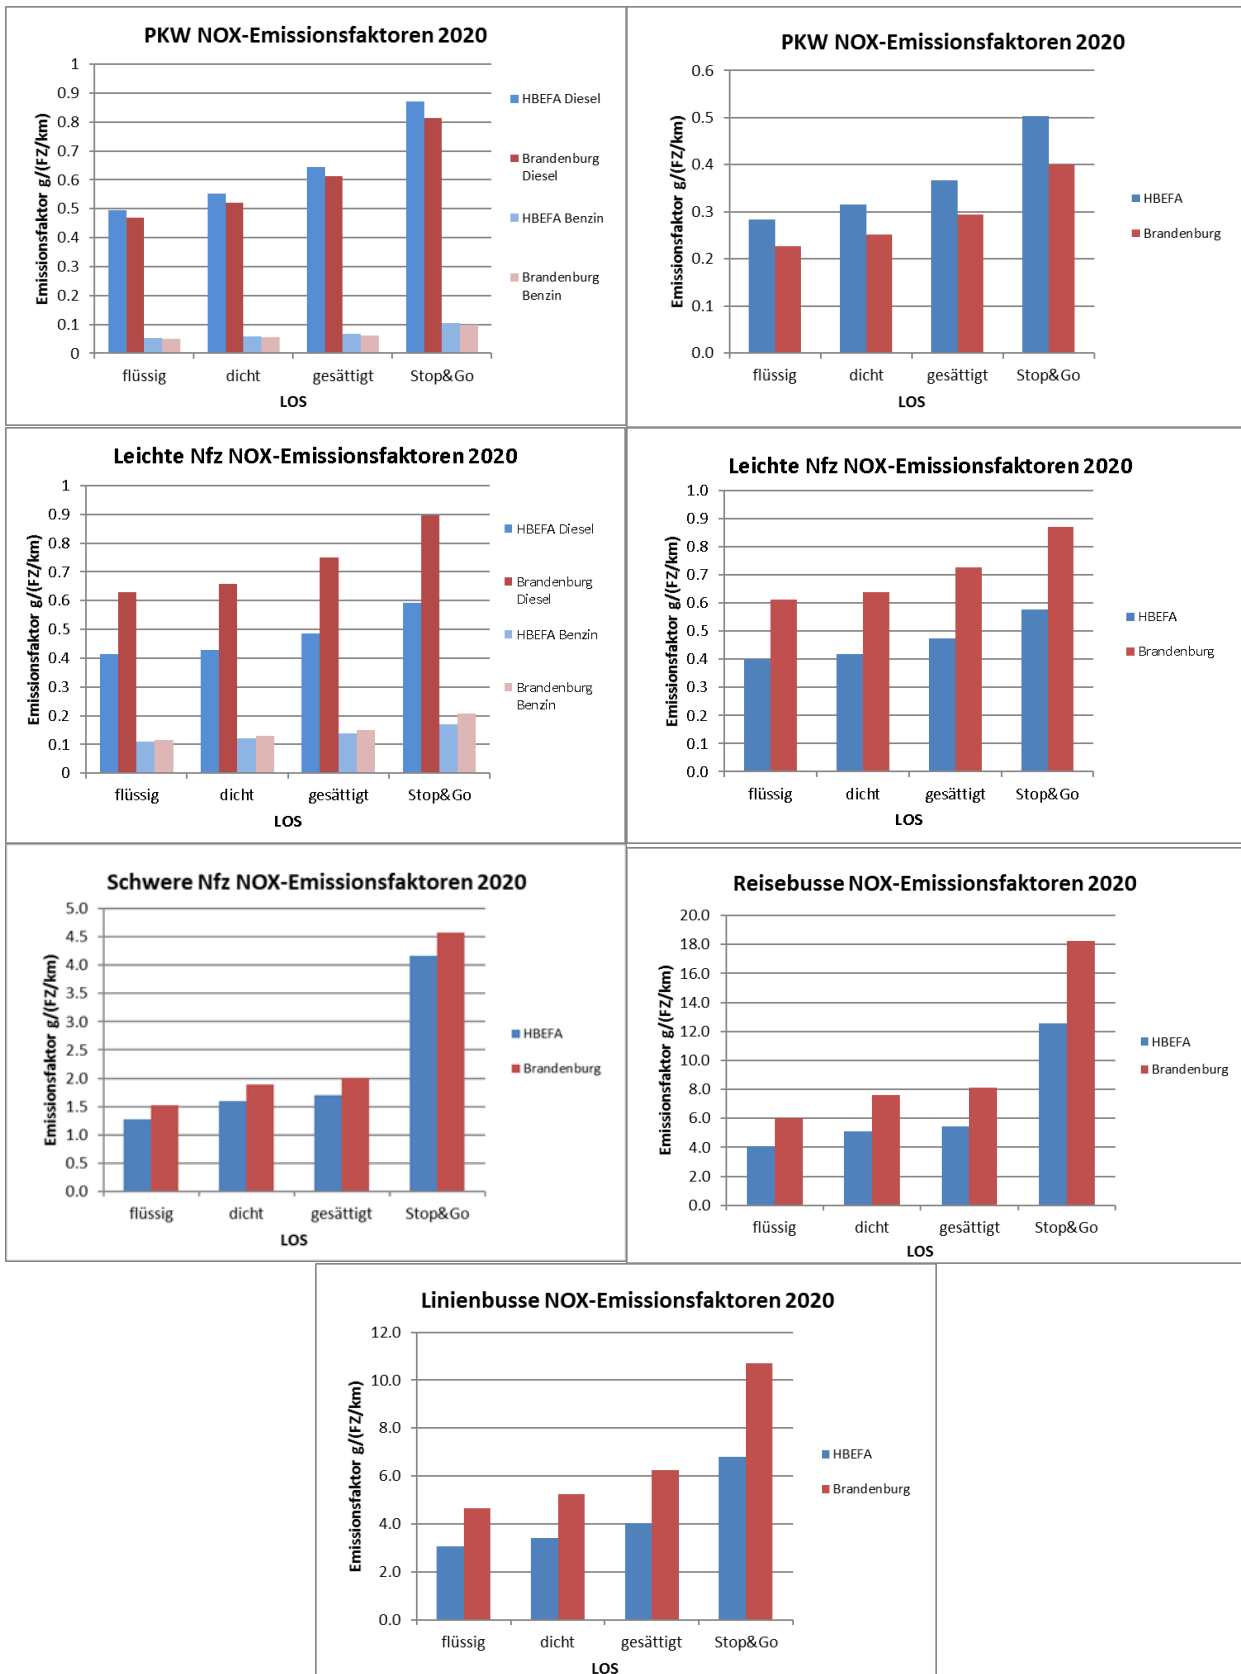 PKW NOX-Emissionsfaktoren 2020
Emissionsfaktor g/(FZ/km)
1
0.9
0.8
0.7
0.6
0.5
0.4
0.3
0.2
0.1
0
flüssig dicht gesättigt Stop&Go
LOS
HBEFA Diesel
Brandenburg
Diesel
HBEFA Benzin
Brandenburg
Benzin
PKW NOX-Emissionsfaktoren 2020
Emissionsfaktor g/(FZ/km)
0.6
0.5
0.4
0.3
0.2
0.1
0.0
flüssig dicht gesättigt Stop&Go
LOS
HBEFA
Brandenburg
Leichte Nfz NOX-Emissionsfaktoren 2020
Emissionsfaktor g/(FZ/km)
1
0.9
0.8
0.7
0.6
0.5
0.4
0.3
0.2
0.1
0
flüssig dicht gesättigt Stop&Go
LOS
HBEFA Diesel
Brandenburg
Diesel
HBEFA Benzin
Brandenburg
Benzin
Leichte Nfz NOX-Emissionsfaktoren 2020
Emissionsfaktor g/(FZ/km)
1.0
0.9
0.8
0.7
0.6
0.5
0.4
0.3
0.2
0.1
0.0
flüssig dicht gesättigt Stop&Go
LOS
HBEFA
Brandenburg
Schwere Nfz NOX-Emissionsfaktoren 2020
Emissionsfaktor g/(FZ/km)
5.0
4.5
4.0
3.5
3.0
2.5
2.0
1.5
1.0
0.5
0.0
flüssig dicht gesättigt Stop&Go
LOS
HBEFA
Brandenburg
Reisebusse NOX-Emissionsfaktoren 2020
Emissionsfaktor g/(FZ/km)
20.0
18.0
16.0
14.0
12.0
10.0
8.0
6.0
4.0
2.0
0.0
flüssig dicht gesättigt Stop&Go
LOS
HBEFA
Brandenburg
Linienbusse NOX-Emissionsfaktoren 2020
Emissionsfaktor g/(FZ/km)
12.0
10.0
8.0
6.0
4.0
2.0
0.0
flüssig dicht gesättigt Stop&Go
LOS
HBEFA
Brandenburg